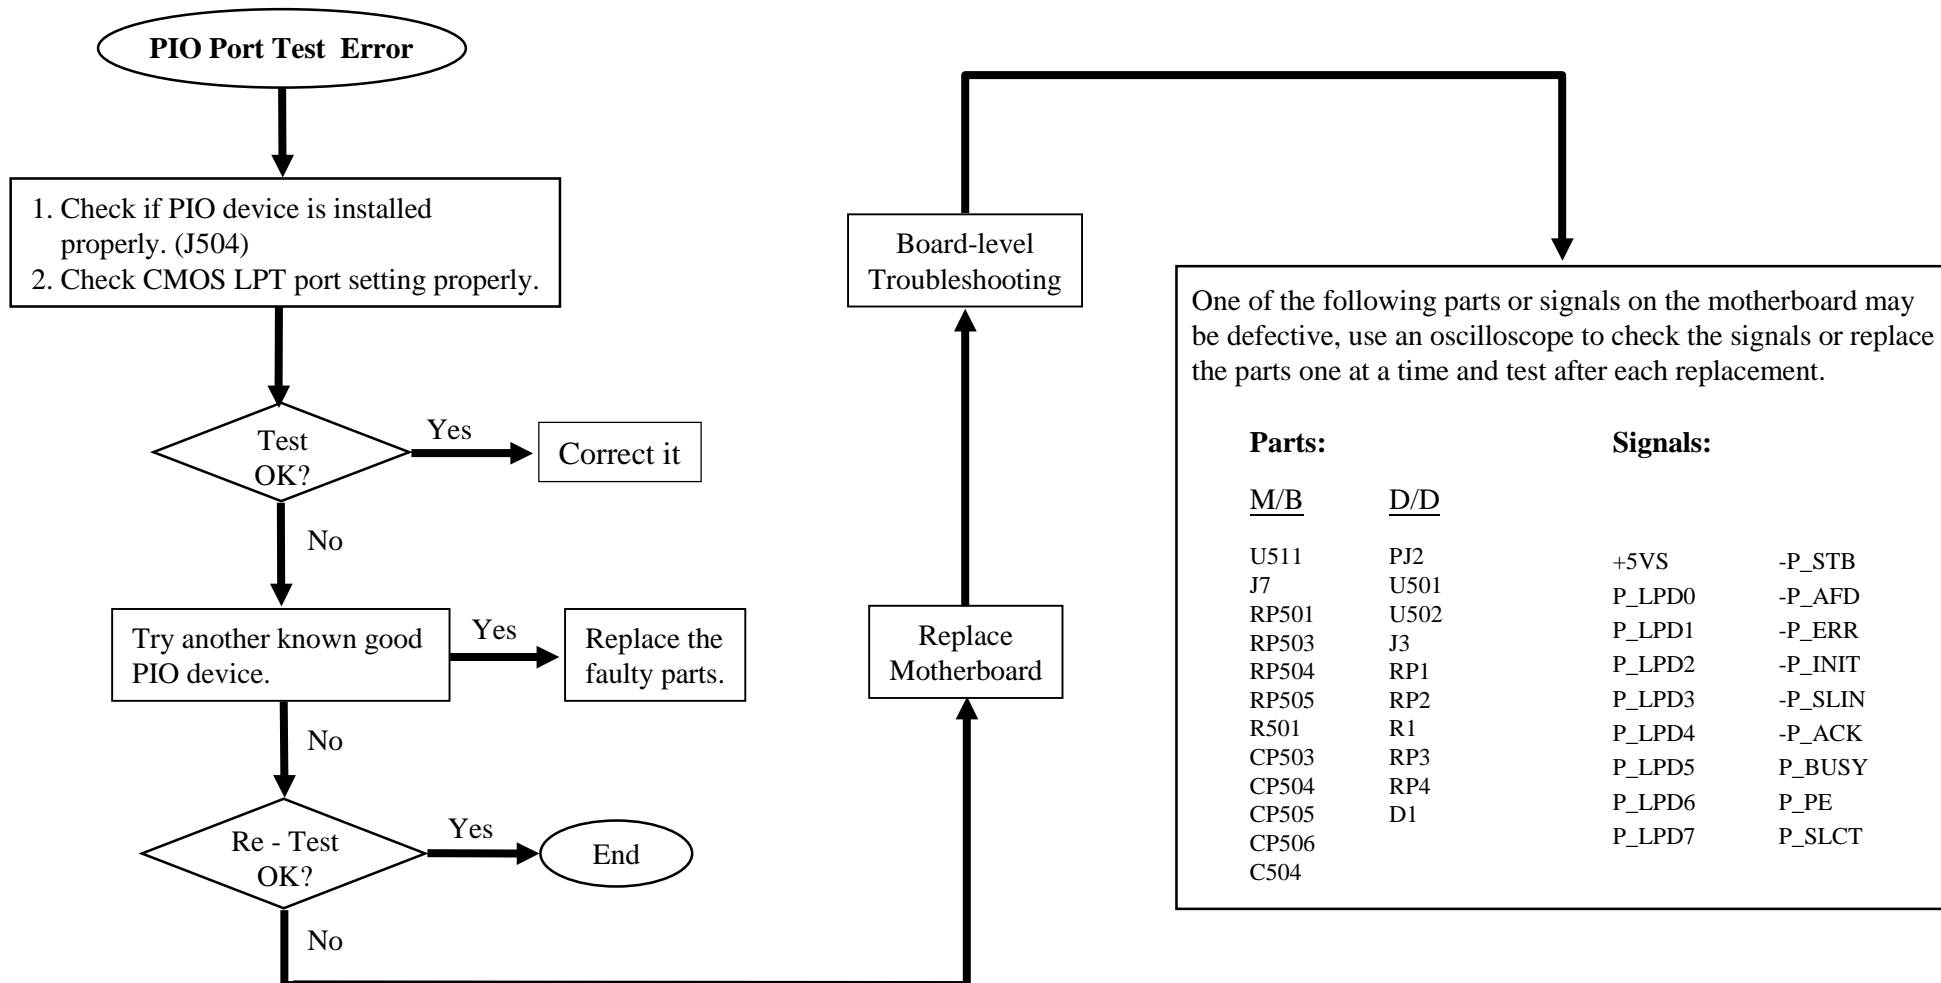 PIO Port Test Error
1. Check if PIO device is installed
properly. (J504)
2. Check CMOS LPT port setting properly.
Test
OK?
Yes
Correct it
No
Try another known good
PIO device.
Yes
Replace the
faulty parts.
No
Re - Test
OK?
Yes
End
No
Replace
Motherboard
Board-level
Troubleshooting
One of the following parts or signals on the motherboard may
be defective, use an oscilloscope to check the signals or replace
the parts one at a time and test after each replacement.
Parts:
M/B
U511
J7
RP501
RP503
RP504
RP505
R501
CP503
CP504
CP505
CP506
C504
D/D
PJ2
U501
U502
J3
RP1
RP2
R1
RP3
RP4
D1
Signals:
+5VS
P_LPD0
P_LPD1
P_LPD2
P_LPD3
P_LPD4
P_LPD5
P_LPD6
P_LPD7
-P_STB
-P_AFD
-P_ERR
-P_INIT
-P_SLIN
-P_ACK
P_BUSY
P_PE
P_SLCT